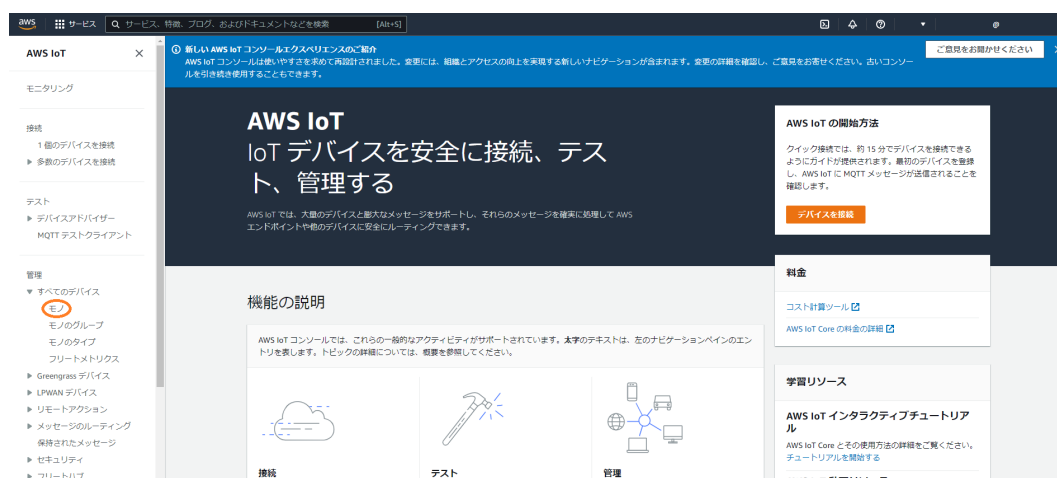 aws
サービス
サービス、特徴、ブログ、およびドキュメントなどを検索
[Alt+S]
@
AWS IoT
モニタリング
接続
1 個のデバイスを接続
多数のデバイスを接続
テスト
デバイスアドバイザー
MQTT テストクライアント
管理
すべてのデバイス
モノ
モノのグループ
モノのタイプ
フリートメトリクス
Greengrass デバイス
LPWAN デバイス
リモートアクション
メッセージのルーティング
保持されたメッセージ
セキュリティ
フリートハブ
新しい AWS IoT コンソールエクスペリエンスのご紹介
AWS IoT コンソールは使いやすさを求めて再設計されました。変更には、組織とアクセスの向上を実現する新しいナビゲーションが含まれます。変更の詳細を確認し、ご意見をお寄せください。古いコンソー
ルを引き続き使用することもできます。
ご意見をお聞かせください
AWS IoT
IoT デバイスを安全に接続、テス
ト、管理する
AWS IoT では、大量のデバイスと膨大なメッセージをサポートし、それらのメッセージを確実に処理して AWS
エンドポイントや他のデバイスに安全にルーティングできます。
AWS IoT の開始方法
クイック接続では、約 15 分でデバイスを接続できる
ようにガイドが提供されます。最初のデバイスを登録
し、AWS IoT に MQTT メッセージが送信されることを
確認します。
デバイスを接続
料金
コスト計算ツール
AWS IoT Core の料金の詳細
機能の説明
AWS IoT コンソールでは、これらの一般的なアクティビティがサポートされています。太字のテキストは、左のナビゲーションペインのエン
トリを表します。トピックの詳細については、概要を参照してください。
接続
テスト
管理
学習リソース
AWS IoT インタラクティブチュートリア
ル
AWS IoT Core とその使用方法の詳細をご覧ください。
チュートリアルを開始する